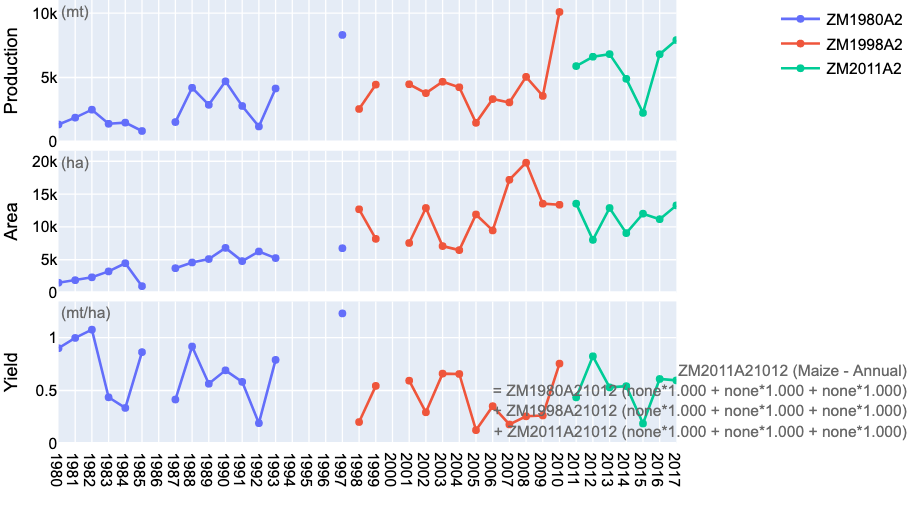 Production
10k
(mt)
5k
0
ZM1980A2
ZM1998A2
ZM2011A2
Area
20k
(ha)
15k
10k
5k
0
Yield
(mt/ha)
1
0.5
0
ZM2011A21012 (Maize - Annual)
= ZM1980A21012 (none*1.000 + none*1.000 + none*1.000)
+ ZM1998A21012 (none*1.000 + none*1.000 + none*1.000)
+ ZM2011A21012 (none*1.000 + none*1.000 + none*1.000)
1980
1981
1982
1983
1984
1985
1986
1987
1988
1989
1990
1991
1992
1993
1994
1995
1996
1997
1998
1999
2000
2001
2002
2003
2004
2005
2006
2007
2008
2009
2010
2011
2012
2013
2014
2015
2016
2017